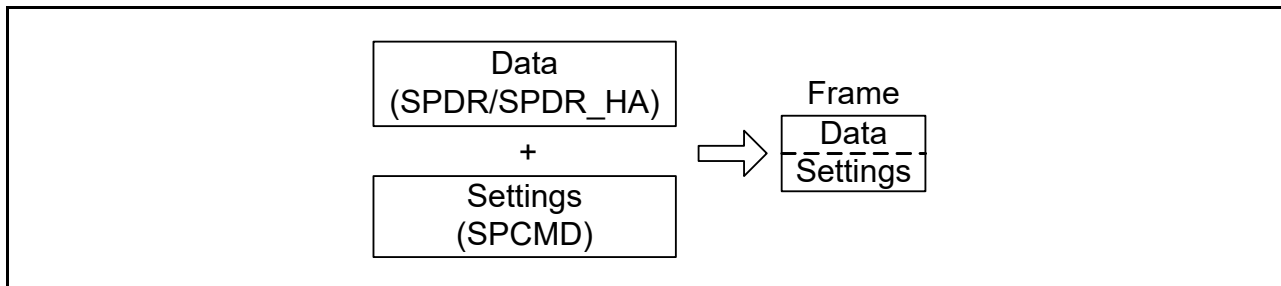 Data
(SPDR/SPDR_HA)
+
Settings
(SPCMD)
Frame
Data
Settings